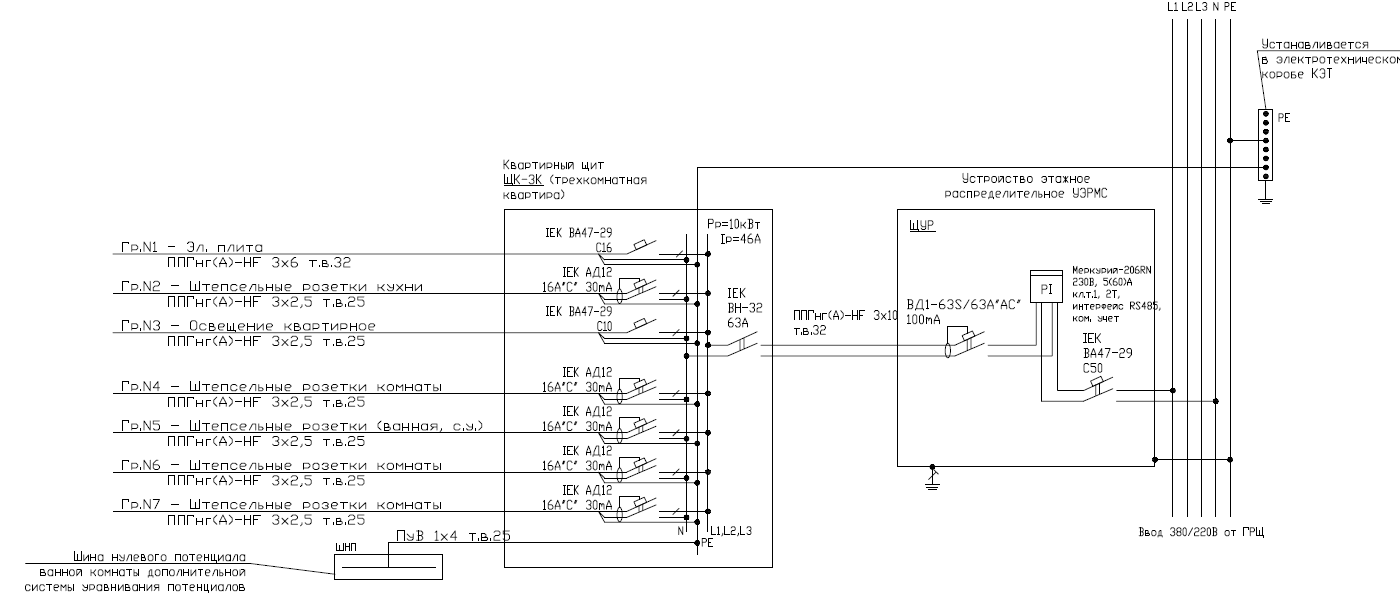 L1 L2 L3 N PE
Устанавливается
в электротехническом
коробе КЭТ
PE
Квартирный щит
ЩК-3К (трехкомнатная
квартира)
Устройство этажное
распределительное УЭРМС
Рр=10кВт
Iр=46А
ЩУР
IEK ВА47-29
C16
Гр.N1 - Эл. плита
ППГнг(А)-HF 3х6 т.в.32
IEK АД12
16А"С" 30mA
Гр.N2 - Штепсельные розетки кухни
ППГнг(А)-HF 3х2,5 т.в.25
IEK ВА47-29
C10
Гр.N3 - Освещение квартирное
ППГнг(А)-HF 3х2,5 т.в.25
IEK
ВН-32
63А
ППГнг(А)-HF 3х10
т.в.32
ВД1-63S/63А"АС"
100mA
PI
Меркурий-206RN
230В, 5(60)А
кл.т.1, 2Т,
интерфейс RS485,
ком. учет
IEK
ВА47-29
C50
IEK АД12
16А"С" 30mA
Гр.N4 - Штепсельные розетки комнаты
ППГнг(А)-HF 3х2,5 т.в.25
IEK АД12
16А"С" 30mA
Гр.N5 - Штепсельные розетки (ванная, с.у.)
ППГнг(А)-HF 3х2,5 т.в.25
IEK АД12
16А"С" 30mA
Гр.N6 - Штепсельные розетки комнаты
ППГнг(А)-HF 3х2,5 т.в.25
IEK АД12
16А"С" 30mA
Гр.N7 - Штепсельные розетки комнаты
ППГнг(А)-HF 3х2,5 т.в.25
N
L1,L2,L3
PE
ПуВ 1х4 т.в.25
ШНП
Шина нулевого потенциала
ванной комнаты дополнительной
системы уравнивания потенциалов
Ввод 380/220В от ГРЩ